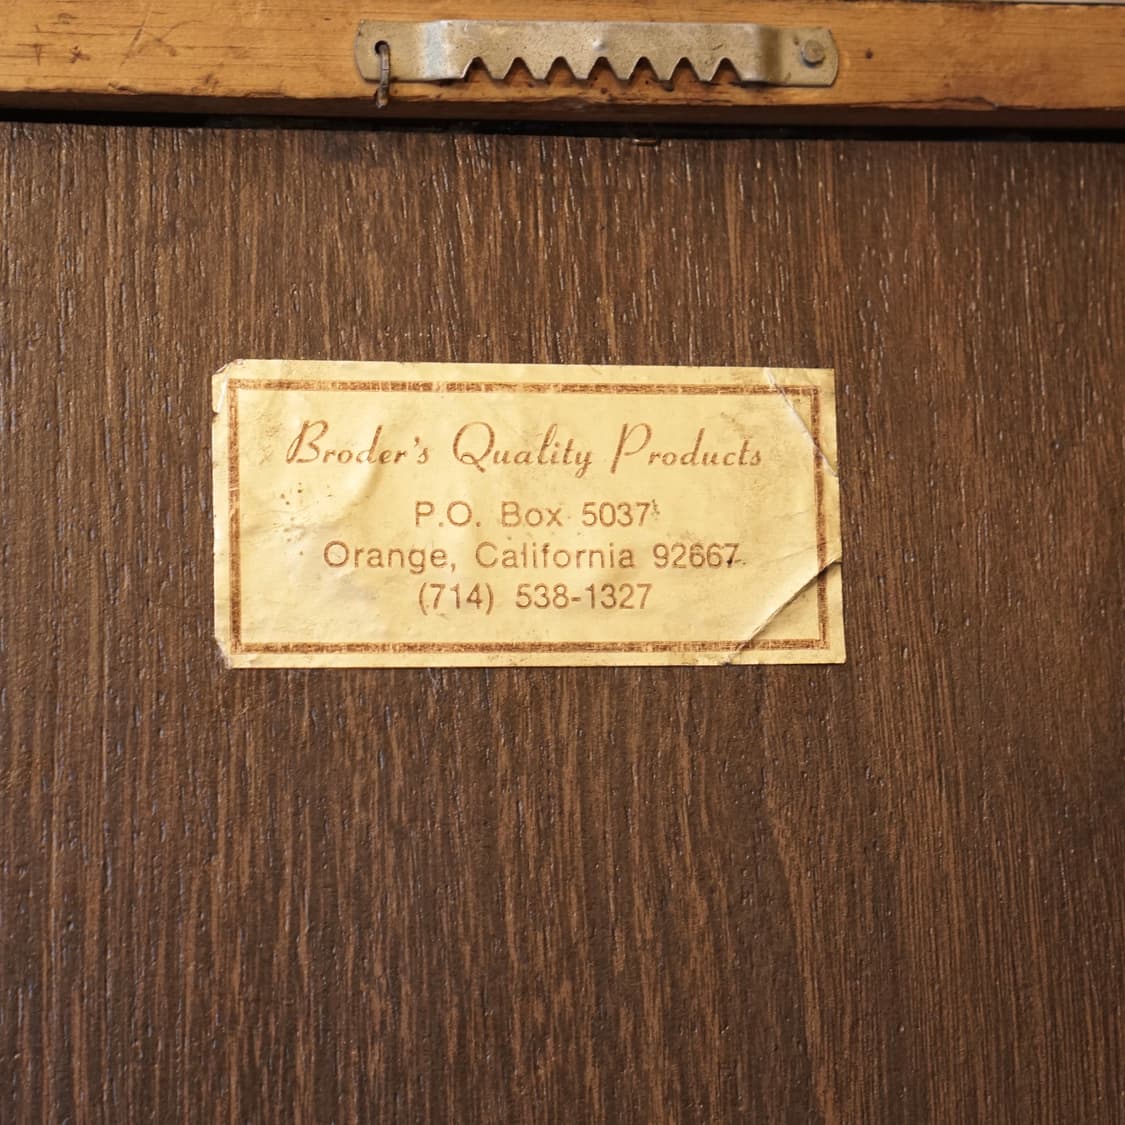 Broder's Quality Products
P.O. Box 5037
Orange, California 92667
(714) 538-1327